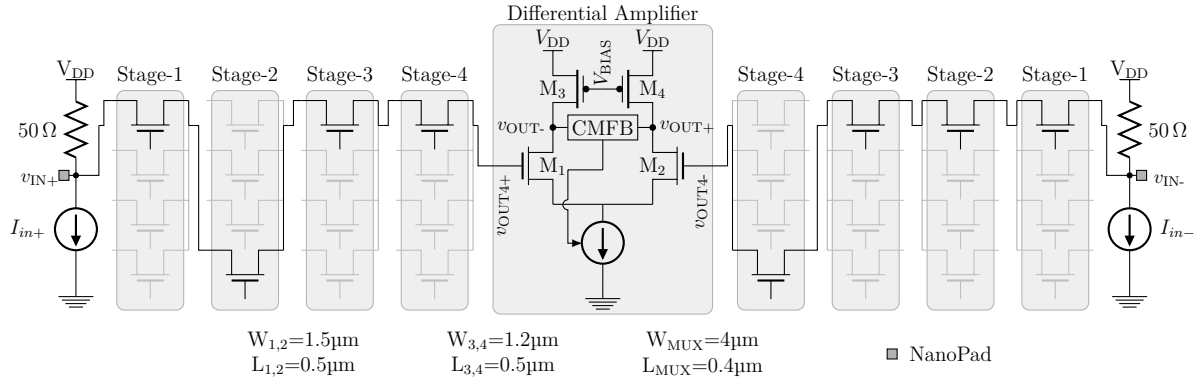 Differential Amplifier
V_DD V_DD
V_DD Stage-1 Stage-2 Stage-3 Stage-4 M_3 V_BIAS M_4 Stage-4 Stage-3 Stage-2 Stage-1 V_DD
50 Ω v_OUT- CMFB v_OUT+ 50 Ω
v_IN+ M_1 M_2 v_IN-
v_OUT4+ v_OUT4-
I_in+ I_in−
W_1,2=1.5µm W_3,4=1.2µm W_MUX=4µm
L_1,2=0.5µm L_3,4=0.5µm L_MUX=0.4µm
NanoPad